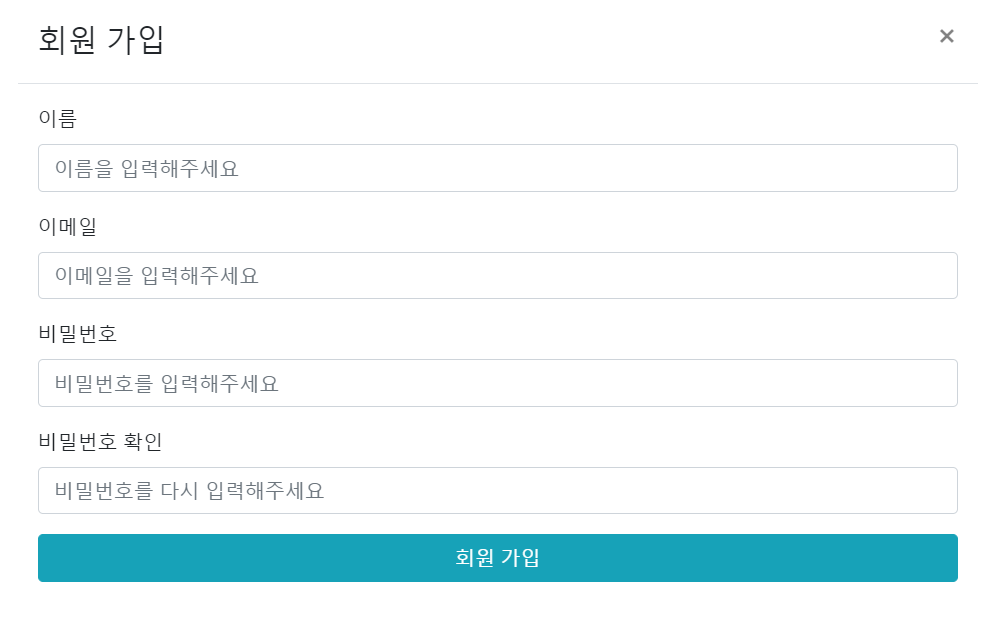 회원 가입 ×
이름
이름을 입력해주세요
이메일
이메일을 입력해주세요
비밀번호
비밀번호를 입력해주세요
비밀번호 확인
비밀번호를 다시 입력해주세요
회원 가입